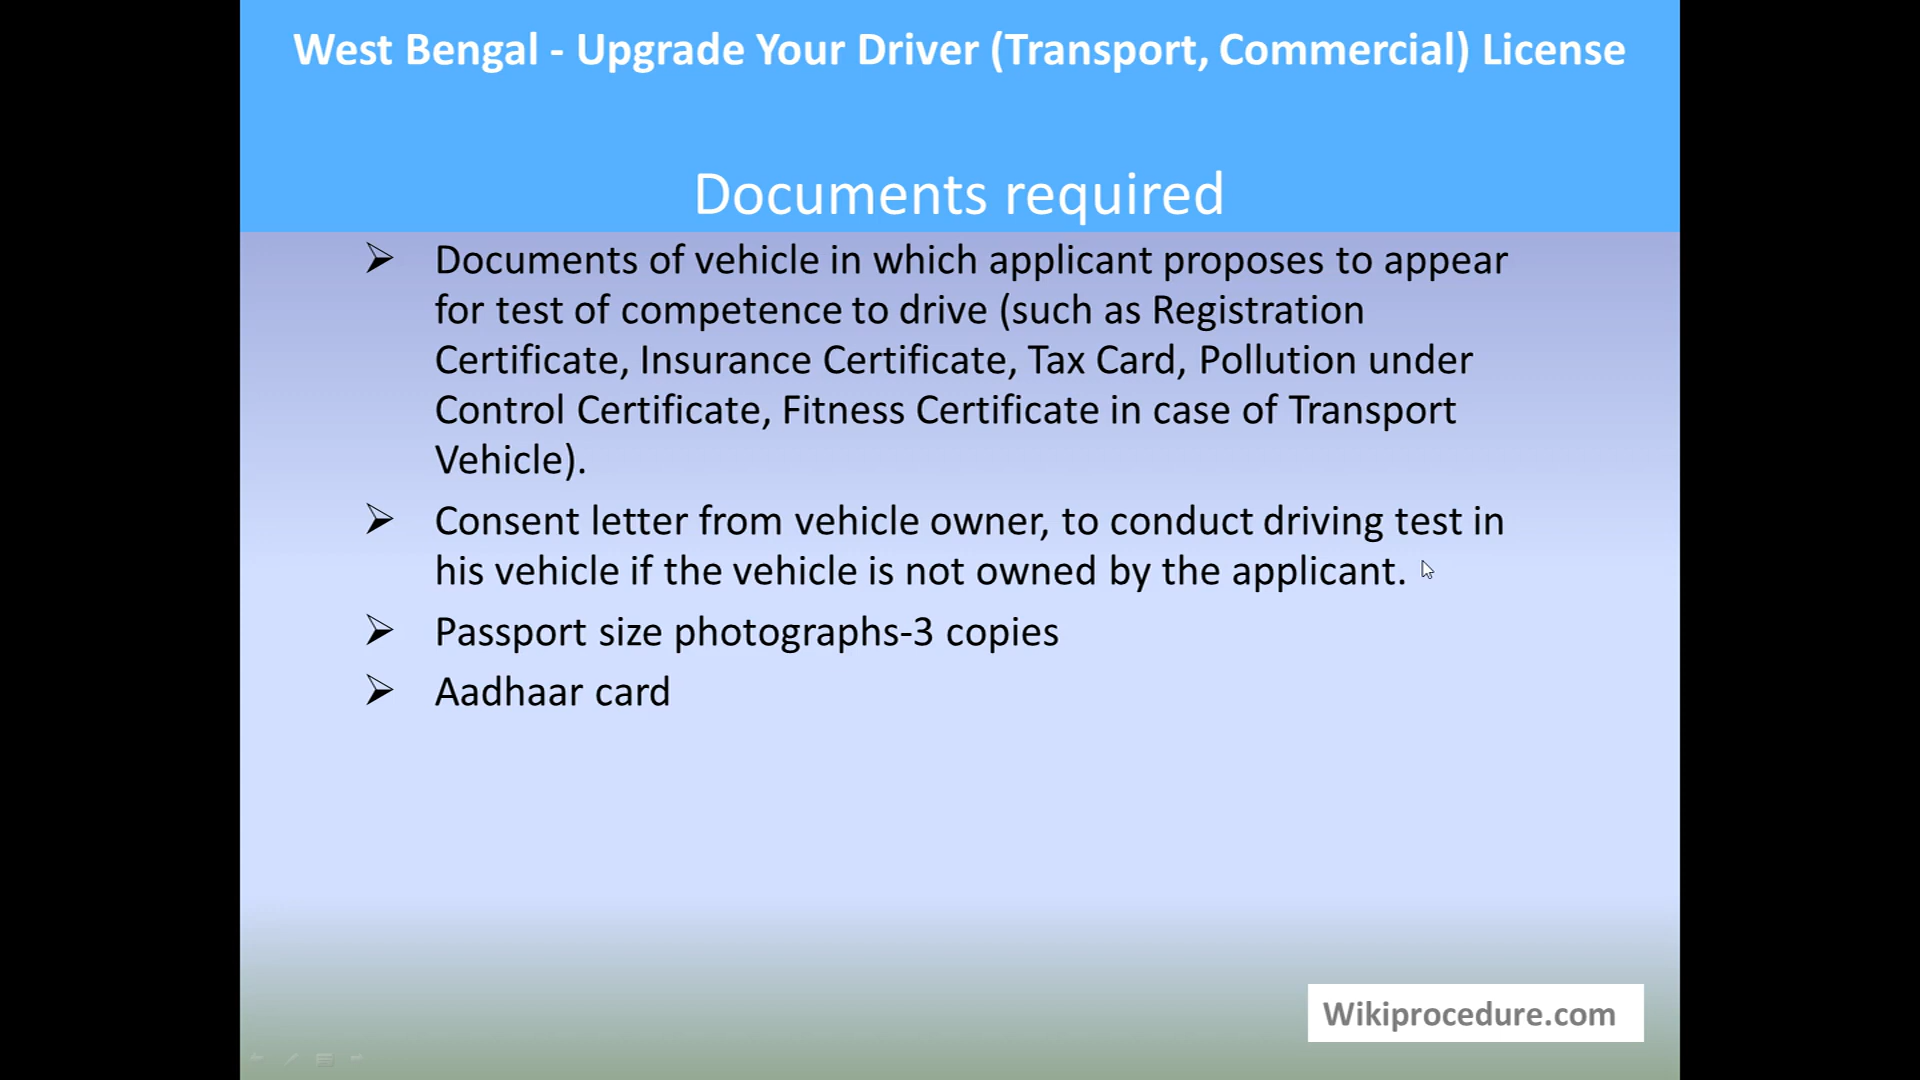 West Bengal - Upgrade Your Driver (Transport, Commercial) License
Documents required
➢ Documents of vehicle in which applicant proposes to appear
for test of competence to drive (such as Registration
Certificate, Insurance Certificate, Tax Card, Pollution under
Control Certificate, Fitness Certificate in case of Transport
Vehicle).
➢ Consent letter from vehicle owner, to conduct driving test in
his vehicle if the vehicle is not owned by the applicant.
➢ Passport size photographs-3 copies
➢ Aadhaar card
Wikiprocedure.com